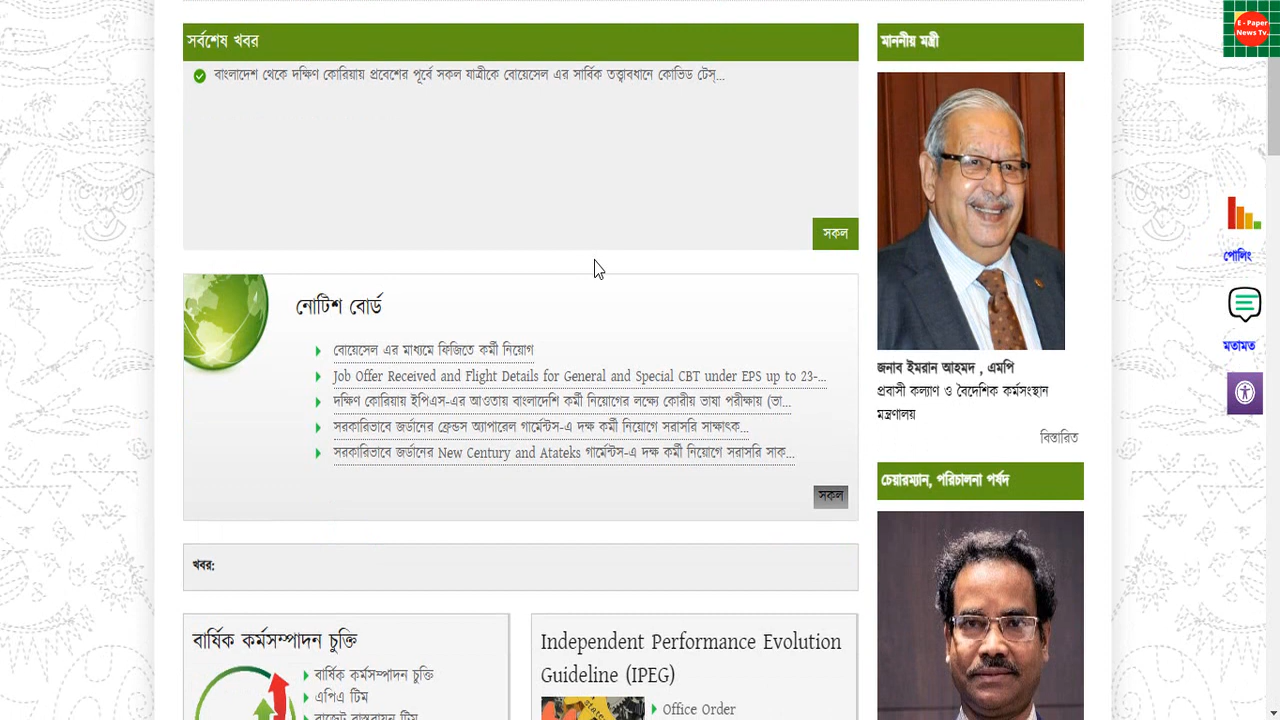 সর্বশেষ খবর
বাংলাদেশ থেকে দক্ষিণ কোরিয়ায় প্রবেশের পূর্বে সকল যাত্রীকে বোয়েসেল এর সার্বিক তত্ত্বাবধানে কোভিড টেস্...
সকল
নোটিশ বোর্ড
বোয়েসেল এর মাধ্যমে ফিজিতে কর্মী নিয়োগ
Job Offer Received and Flight Details for General and Special CBT under EPS up to 23-...
দক্ষিণ কোরিয়ায় ইপিএস-এর আওতায় বাংলাদেশি কর্মী নিয়োগের লক্ষ্যে কোরীয় ভাষা পরীক্ষায় (ভা...
সরকারিভাবে জর্ডানের ক্লেভস অ্যাপারেল গার্মেন্টস-এ দক্ষ কর্মী নিয়োগে সরাসরি সাক্ষাৎক...
সরকারিভাবে জর্ডানের New Century and Atateks গার্মেন্টস-এ দক্ষ কর্মী নিয়োগে সরাসরি সাক...
সকল
খবর:
বার্ষিক কর্মসম্পাদন চুক্তি
বার্ষিক কর্মসম্পাদন চুক্তি
এপিএ টিম
Independent Performance Evolution
Guideline (IPEG)
Office Order
মাননীয় মন্ত্রী
জনাব ইমরান আহমদ , এমপি
প্রবাসী কল্যাণ ও বৈদেশিক কর্মসংস্থান
মন্ত্রণালয়
বিস্তারিত
চেয়ারম্যান, পরিচালনা পর্ষদ
E - Paper
News Tv.
পোলিং
মতামত